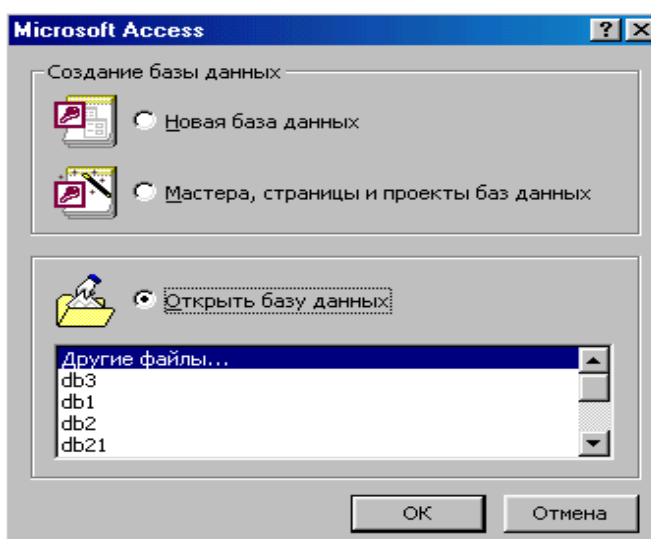 Microsoft Access
Создание базы данных
Новая база данных
Мастера, страницы и проекты баз данных
Открыть базу данных
Другие файлы...
db3
db1
db2
db21
ОК
Отмена